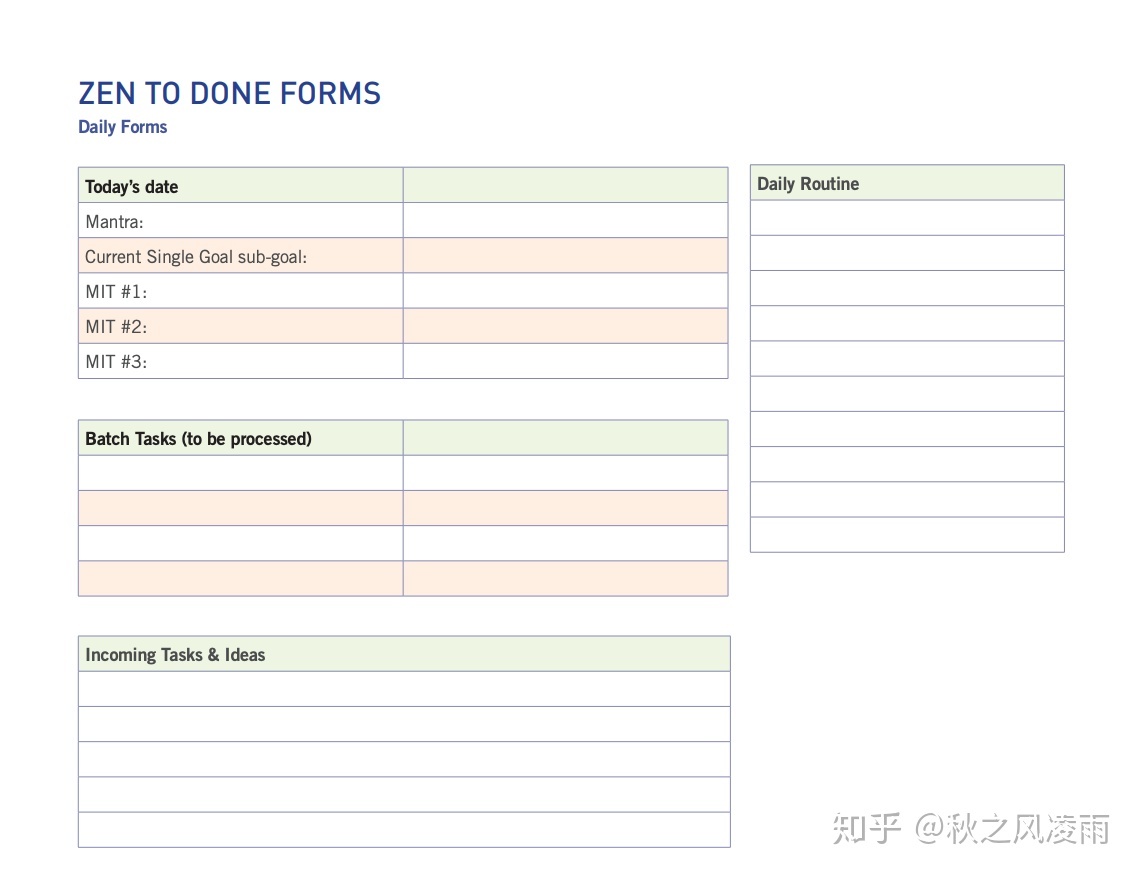 ZEN TO DONE FORMS
Daily Forms
Today's date
Mantra:
Current Single Goal sub-goal:
MIT #1:
MIT #2:
MIT #3:
Daily Routine
Batch Tasks (to be processed)
Incoming Tasks & Ideas
知乎 @秋之风凌雨